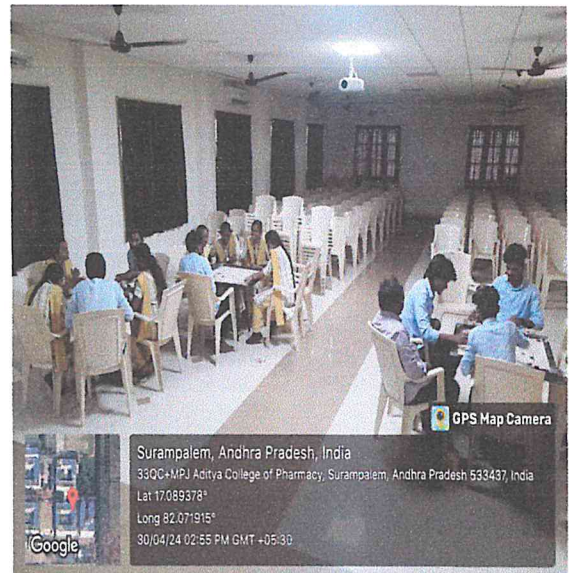 GPS Map Camera
Surampalem, Andhra Pradesh, India
33QC+MPJ Aditya College of Pharmacy, Surampalem, Andhra Pradesh 533437, India
Lat 17.089378°
Long 82.071915°
30/04/24 02:55 PM GMT +05:30
Google